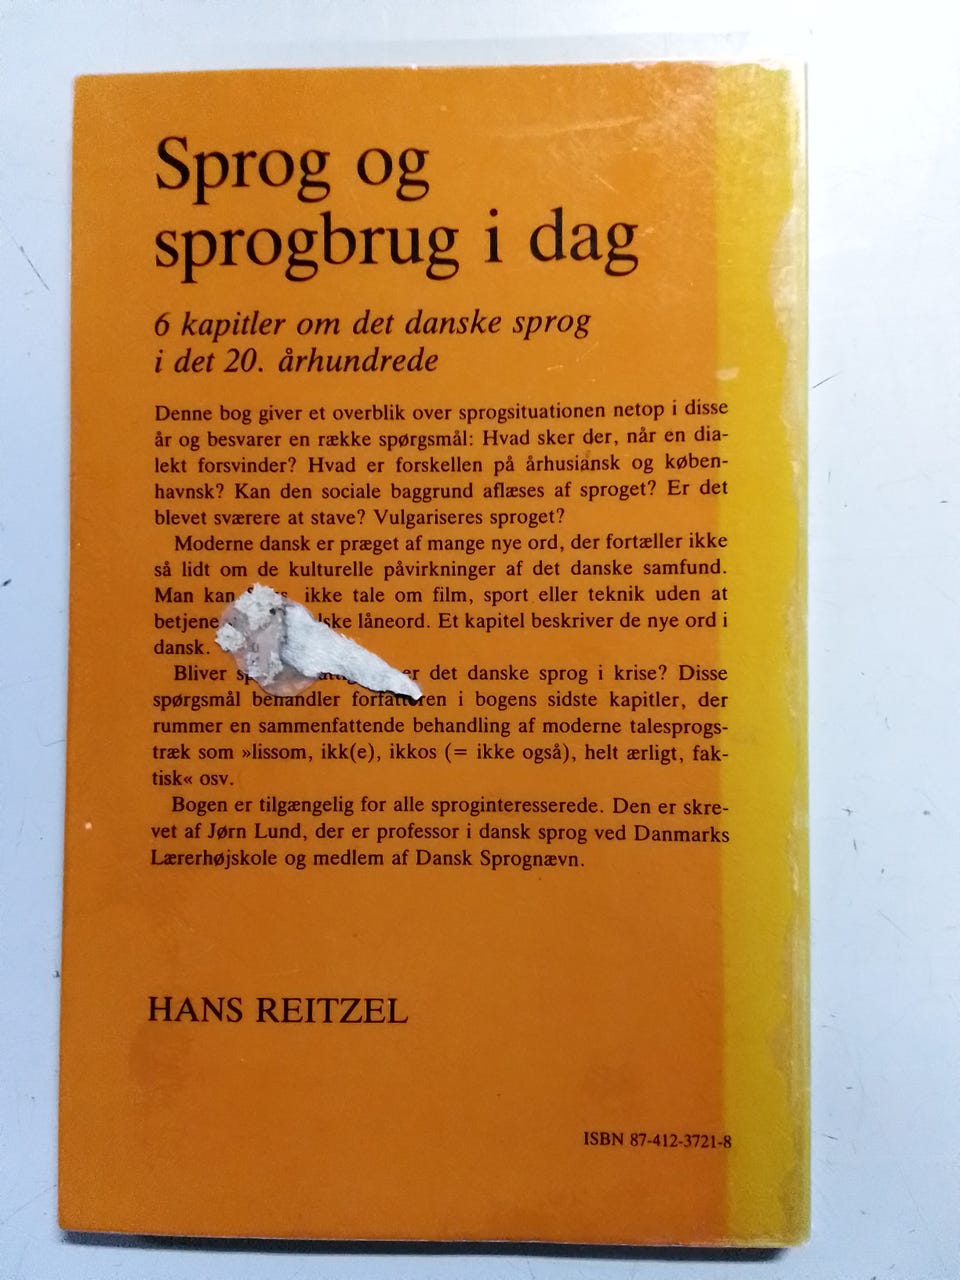 Sprog og
sprogbrug i dag
6 kapitler om det danske sprog
i det 20. århundrede
Denne bog giver et overblik over sprogsituationen netop i disse
år og besvarer en række spørgsmål: Hvad sker der, når en dia-
lekt forsvinder? Hvad er forskellen på århusiansk og køben-
havnsk? Kan den sociale baggrund aflæses af sproget? Er det
blevet sværere at stave? Vulgariseres sproget?
Moderne dansk er præget af mange nye ord, der fortæller ikke
så lidt om de kulturelle påvirkninger af det danske samfund.
Man kan ikke tale om film, sport eller teknik uden at
betjene låneord. Et kapitel beskriver de nye ord i
dansk.
Bliver det danske sprog i krise? Disse
spørgsmål behandler forfatteren i bogens sidste kapitler, der
rummer en sammenfattende behandling af moderne talesprogs-
træk som »lissom, ikk(e), ikkos (= ikke også), helt ærligt, fak-
tisk« osv.
Bogen er tilgængelig for alle sproginteresserede. Den er skre-
vet af Jørn Lund, der er professor i dansk sprog ved Danmarks
Lærerhøjskole og medlem af Dansk Sprognævn.
HANS REITZEL
ISBN 87-412-3721-8